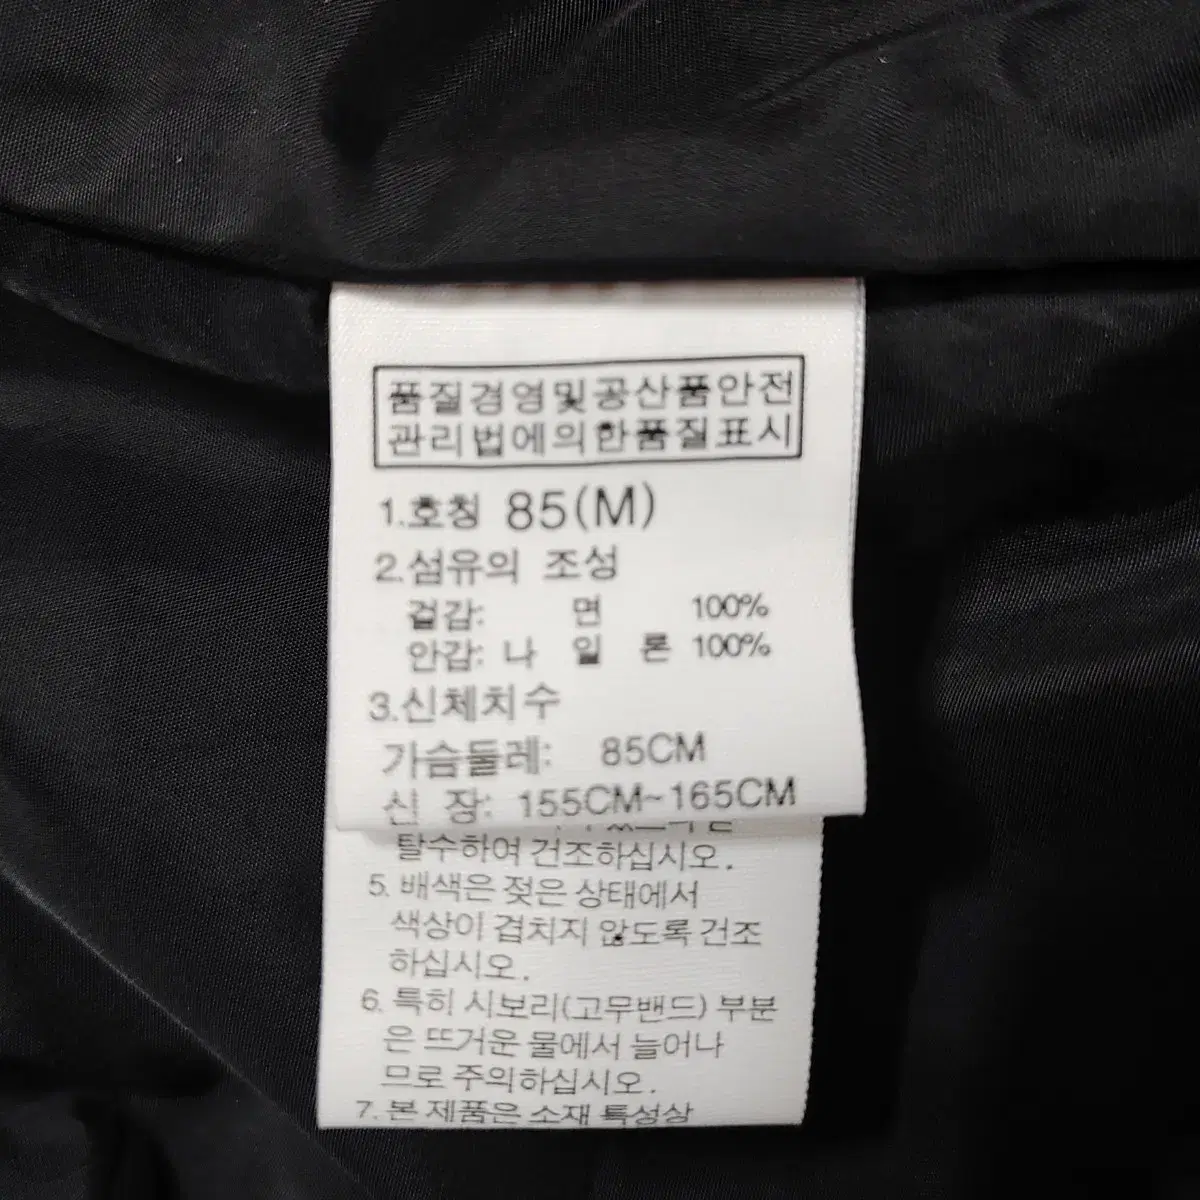 품질경영및공산품안전
관리법에의한품질표시
1.호칭 85(M)
2.섬유의 조성
겉감: 면 100%
안감: 나 일 론 100%
3.신체치수
가슴둘레: 85CM
신 장: 155CM~165CM
탈수하여 건조하십시오.
5. 배색은 젖은 상태에서
색상이 겹치지 않도록 건조
하십시오.
6. 특히 시보리(고무밴드) 부분
은 뜨거운 물에서 늘어나
므로 주의하십시오.
7. 본 제품은 소재 특성상